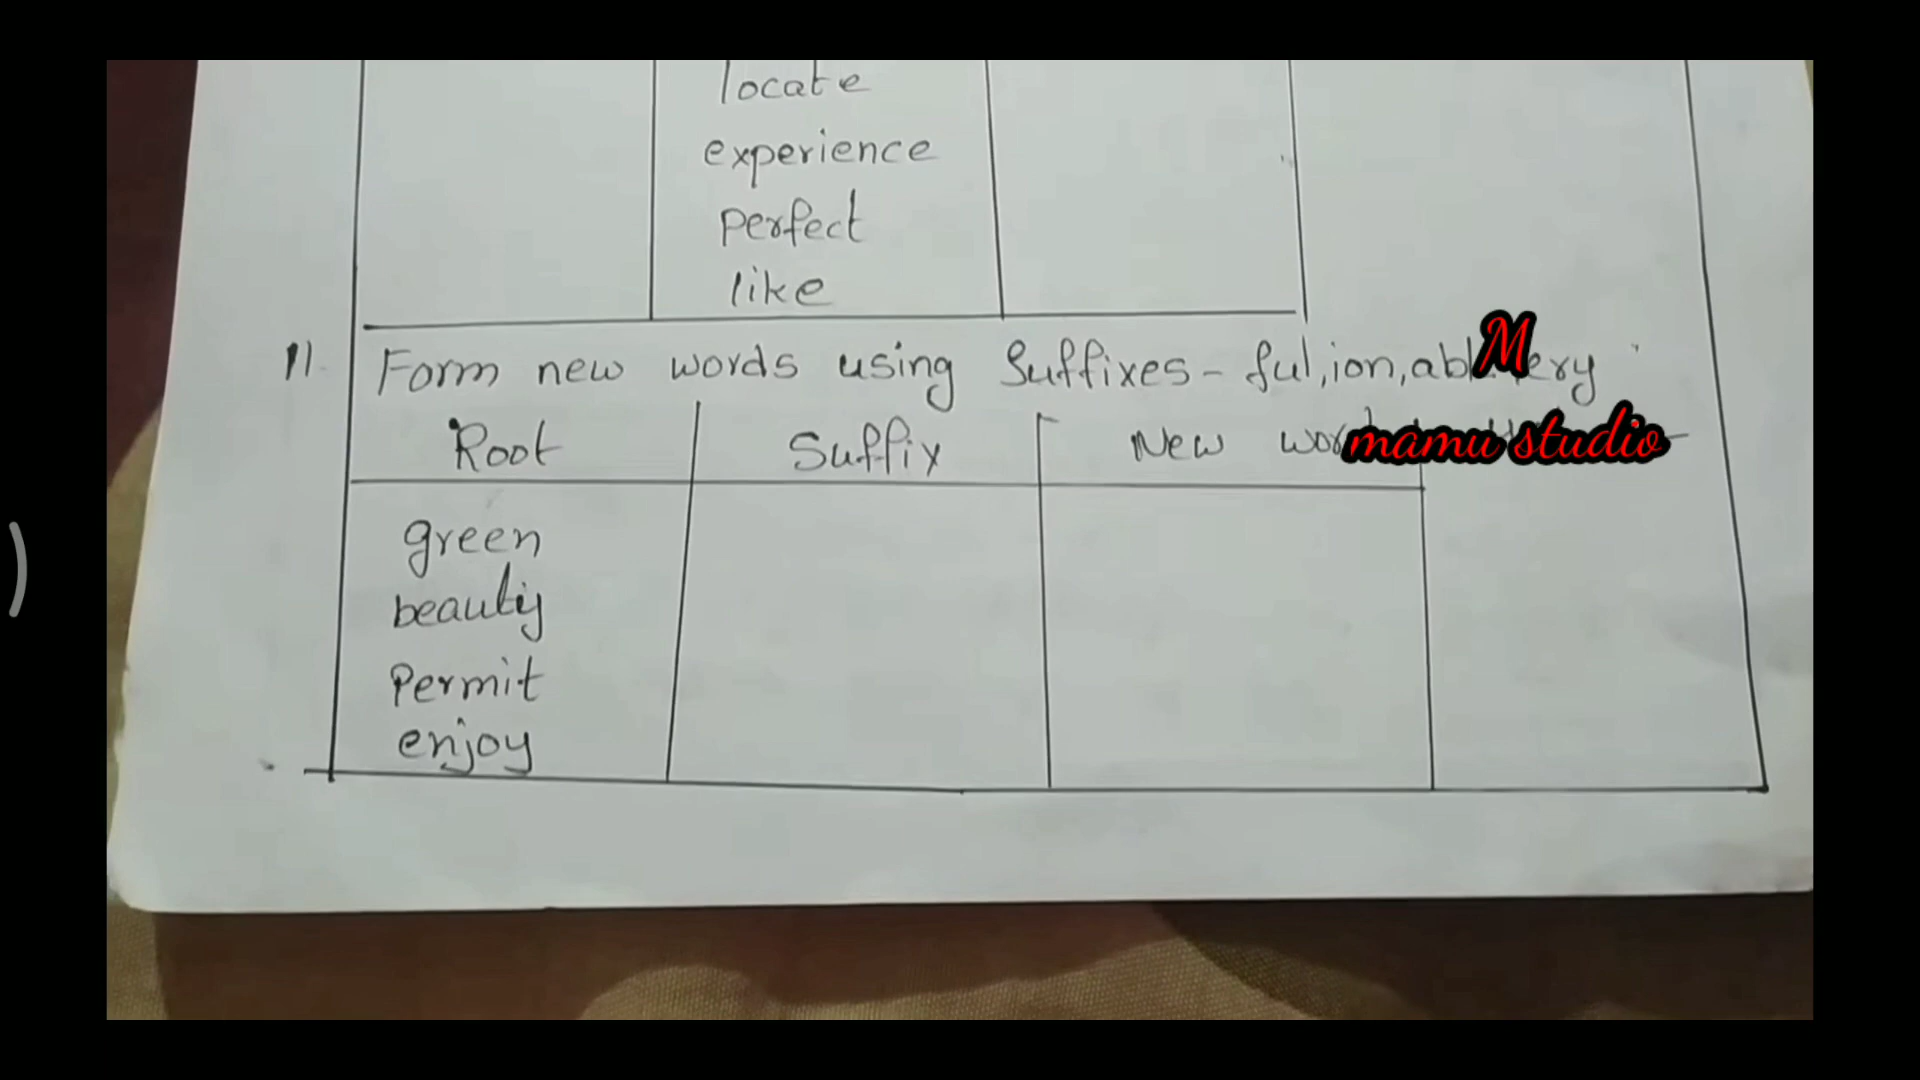 locate
experience
perfect
like
11. Form new words using Suffixes - ful, ion, ery
M
Root Suffix New
mamu studio
green
beauty
Permit
enjoy